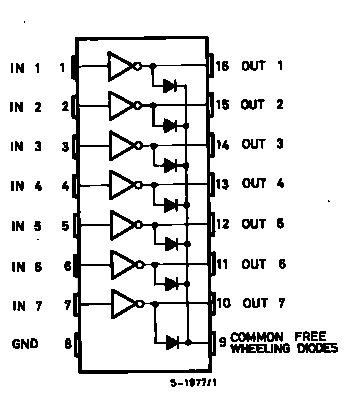 IN 1 1 16 OUT 1
IN 2 2 15 OUT 2
IN 3 3 14 OUT 3
IN 4 4 13 OUT 4
IN 5 5 12 OUT 5
IN 6 6 11 OUT 6
IN 7 7 10 OUT 7
GND 8 9 COMMON FREE
WHEELING DIODES
S-1977/1